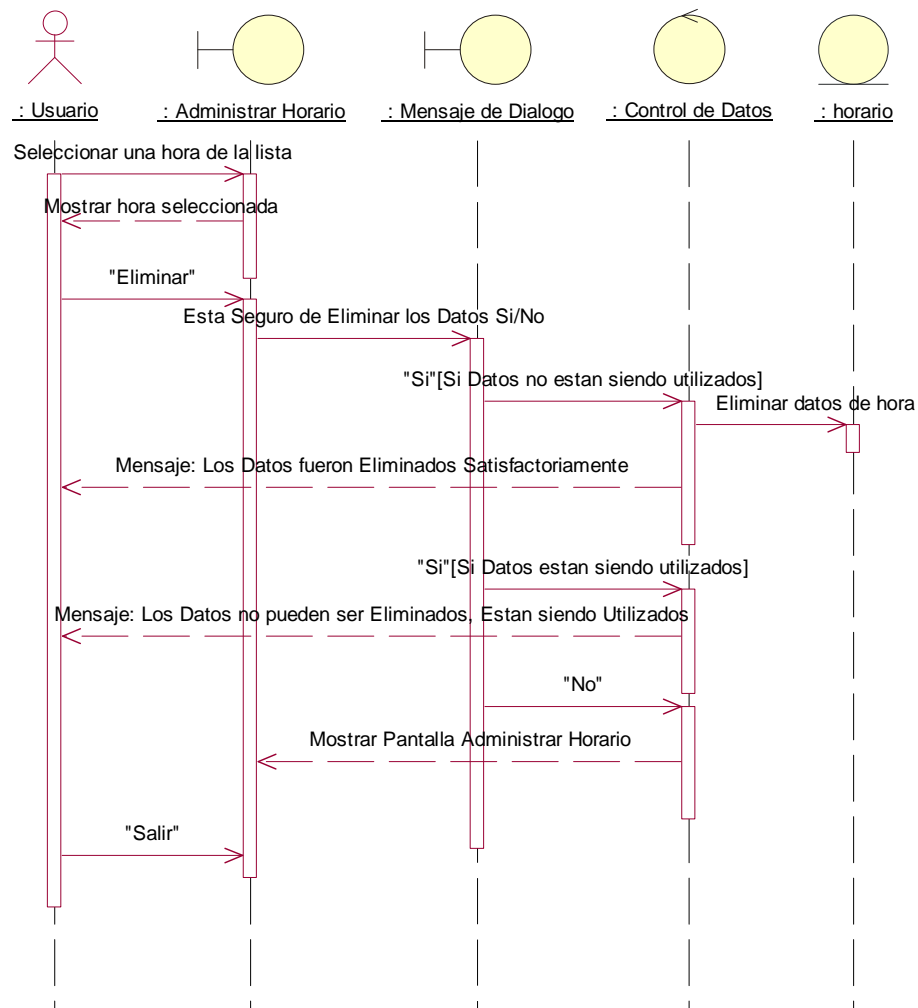 : Usuario
: Administrar Horario
: Mensaje de Dialogo
: Control de Datos
: horario
Seleccionar una hora de la lista
Mostrar hora seleccionada
"Eliminar"
Esta Seguro de Eliminar los Datos Si/No
"Si"[Si Datos no estan siendo utilizados]
Eliminar datos de hora
Mensaje: Los Datos fueron Eliminados Satisfactoriamente
"Si"[Si Datos estan siendo utilizados]
Mensaje: Los Datos no pueden ser Eliminados, Estan siendo Utilizados
"No"
Mostrar Pantalla Administrar Horario
"Salir"